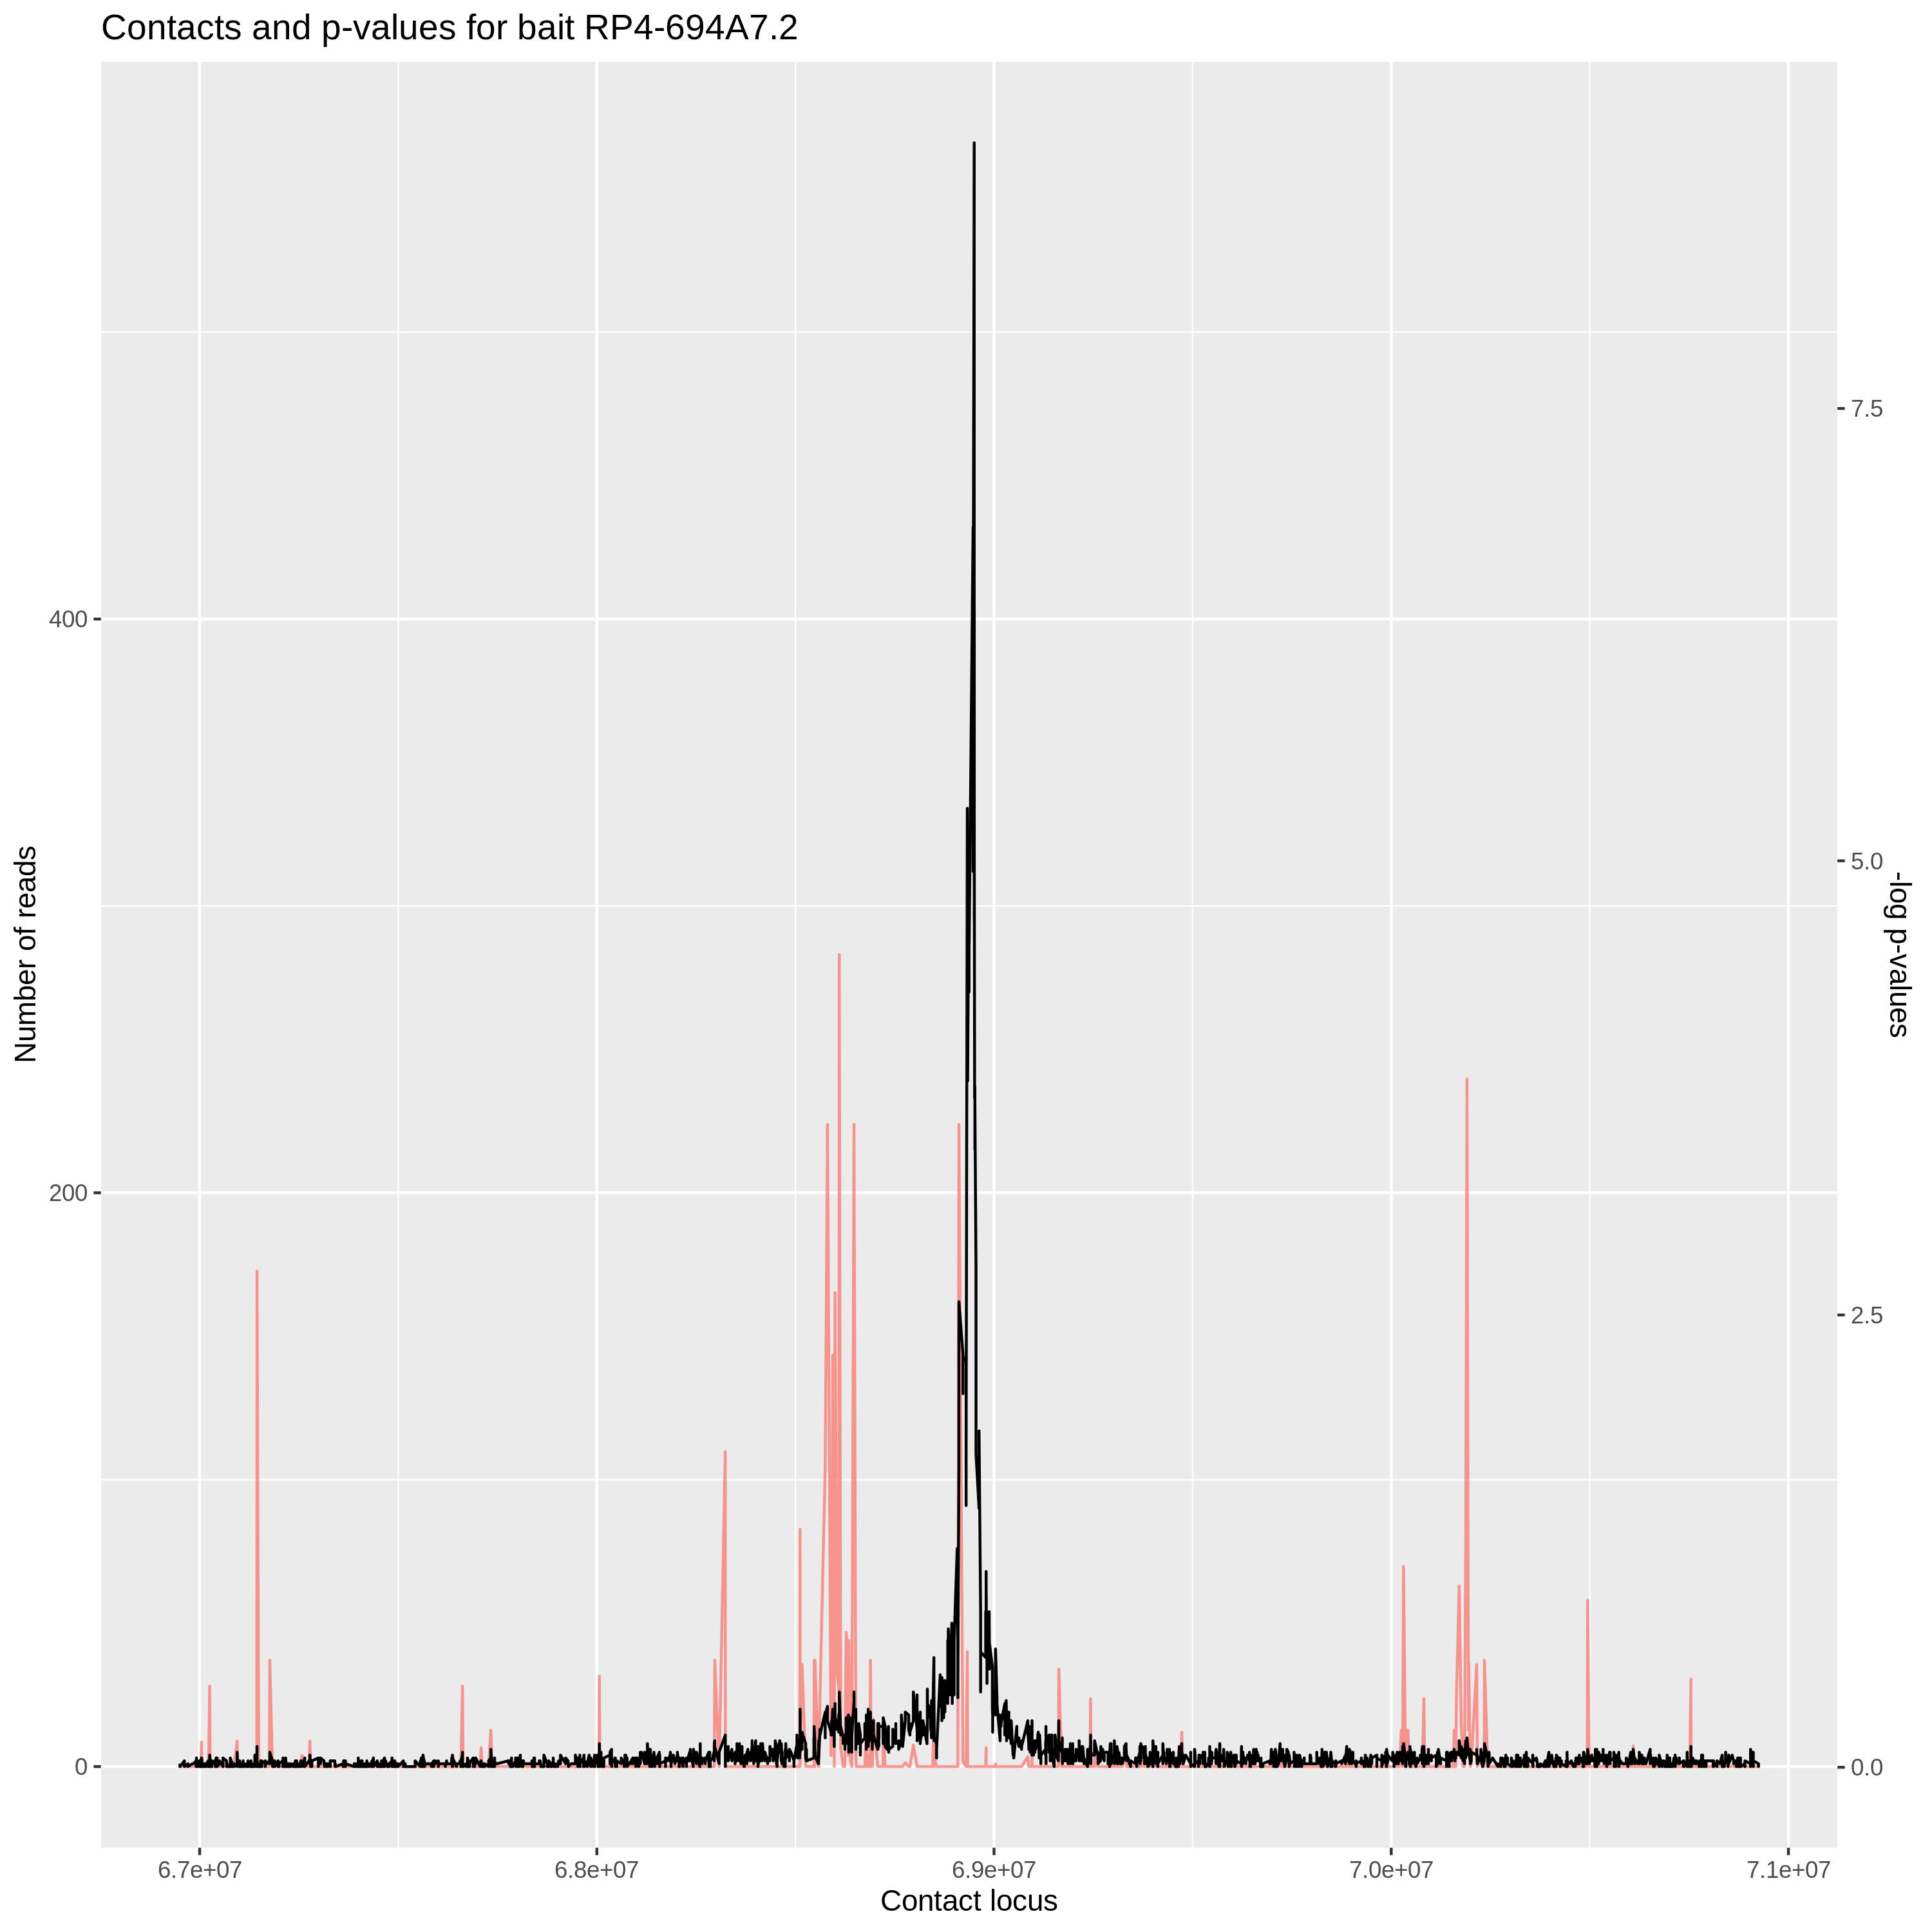 Contacts and p-values for bait RP4-694A7.2
Number of reads
400
200
0
7.5
5.0
2.5
0.0
-log p-values
6.7e+07
6.8e+07
6.9e+07
7.0e+07
7.1e+07
Contact locus